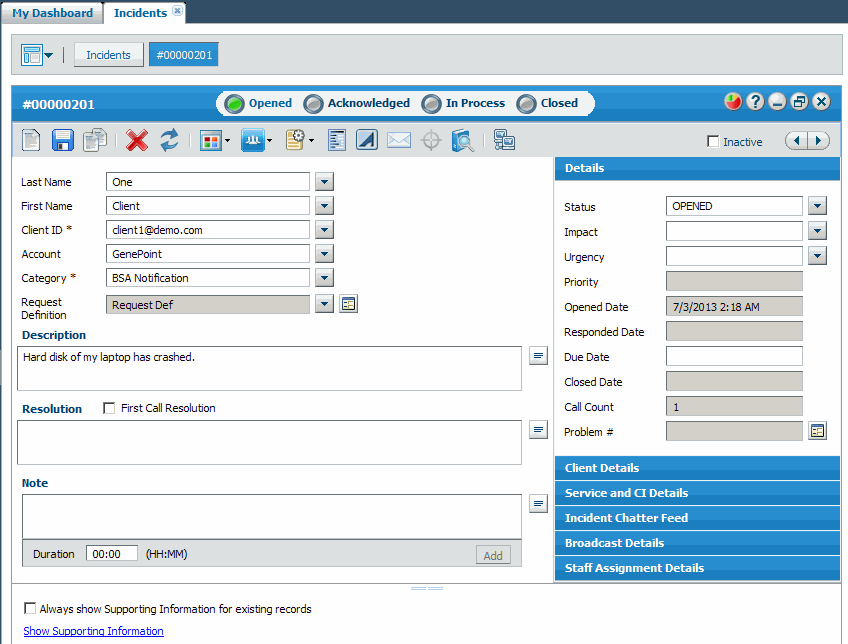 My Dashboard
Incidents
Incidents
#00000201
#00000201
Opened
Acknowledged
In Process
Closed
Inactive
Last Name
One
First Name
Client
Client ID *
client1@demo.com
Account
GenePoint
Category *
BSA Notification
Request
Definition
Request Def
Description
Hard disk of my laptop has crashed.
Resolution
First Call Resolution
Note
Duration
00:00
(HH:MM)
Add
Details
Status
OPENED
Impact
Urgency
Priority
Opened Date
7/3/2013 2:18 AM
Responded Date
Due Date
Closed Date
Call Count
1
Problem #
Client Details
Service and CI Details
Incident Chatter Feed
Broadcast Details
Staff Assignment Details
Always show Supporting Information for existing records
Show Supporting Information